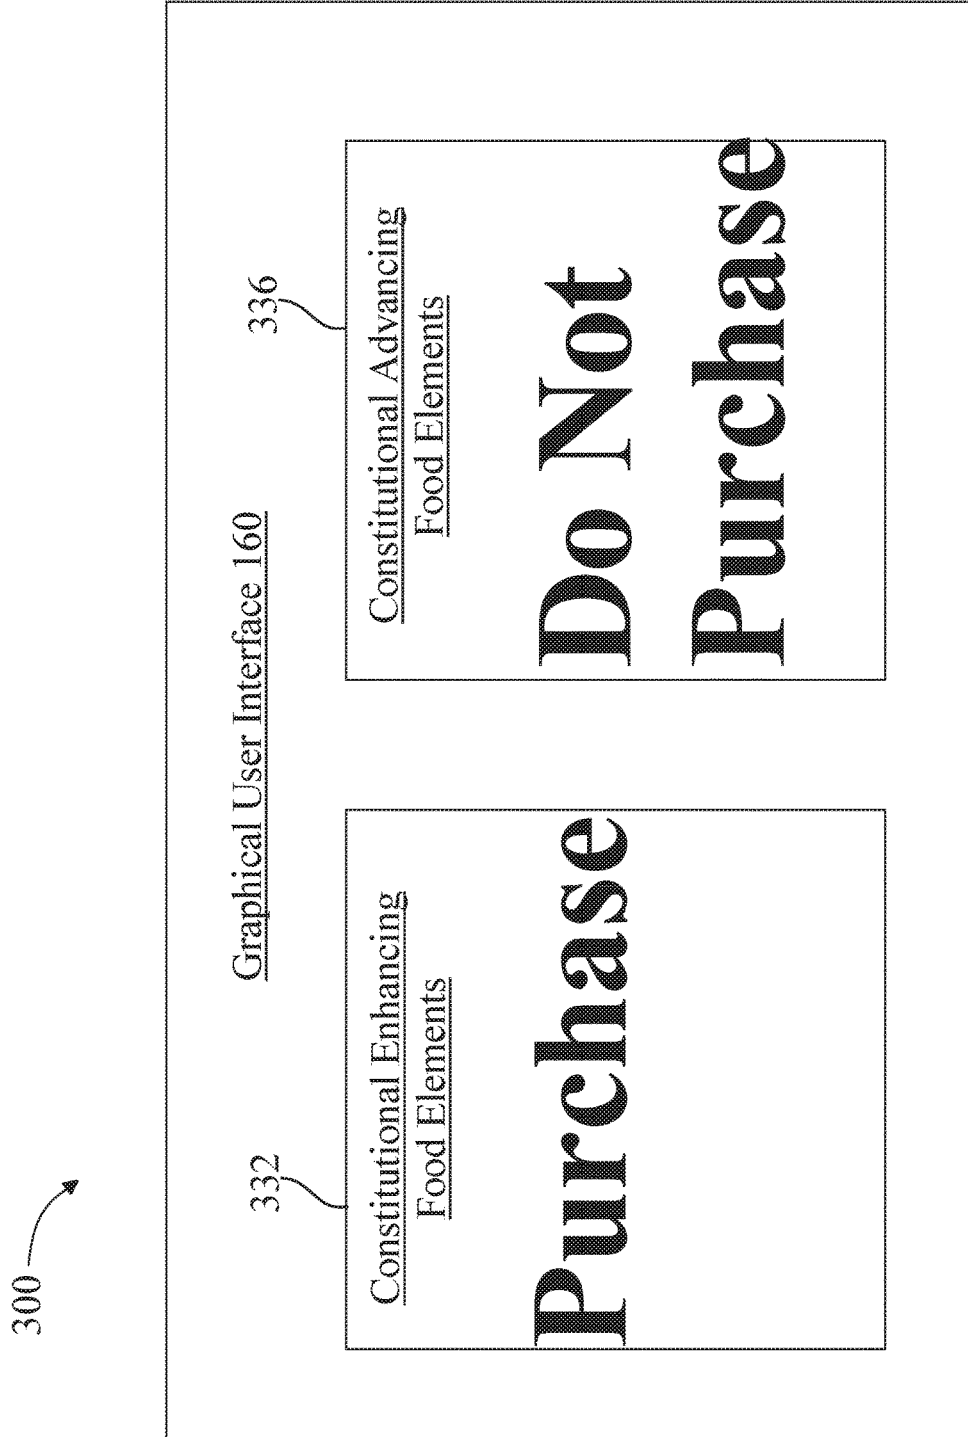 300
Graphical User Interface 160
332
Constitutional Enhancing
Food Elements
Purchase
336
Constitutional Advancing
Food Elements
Do Not
Purchase